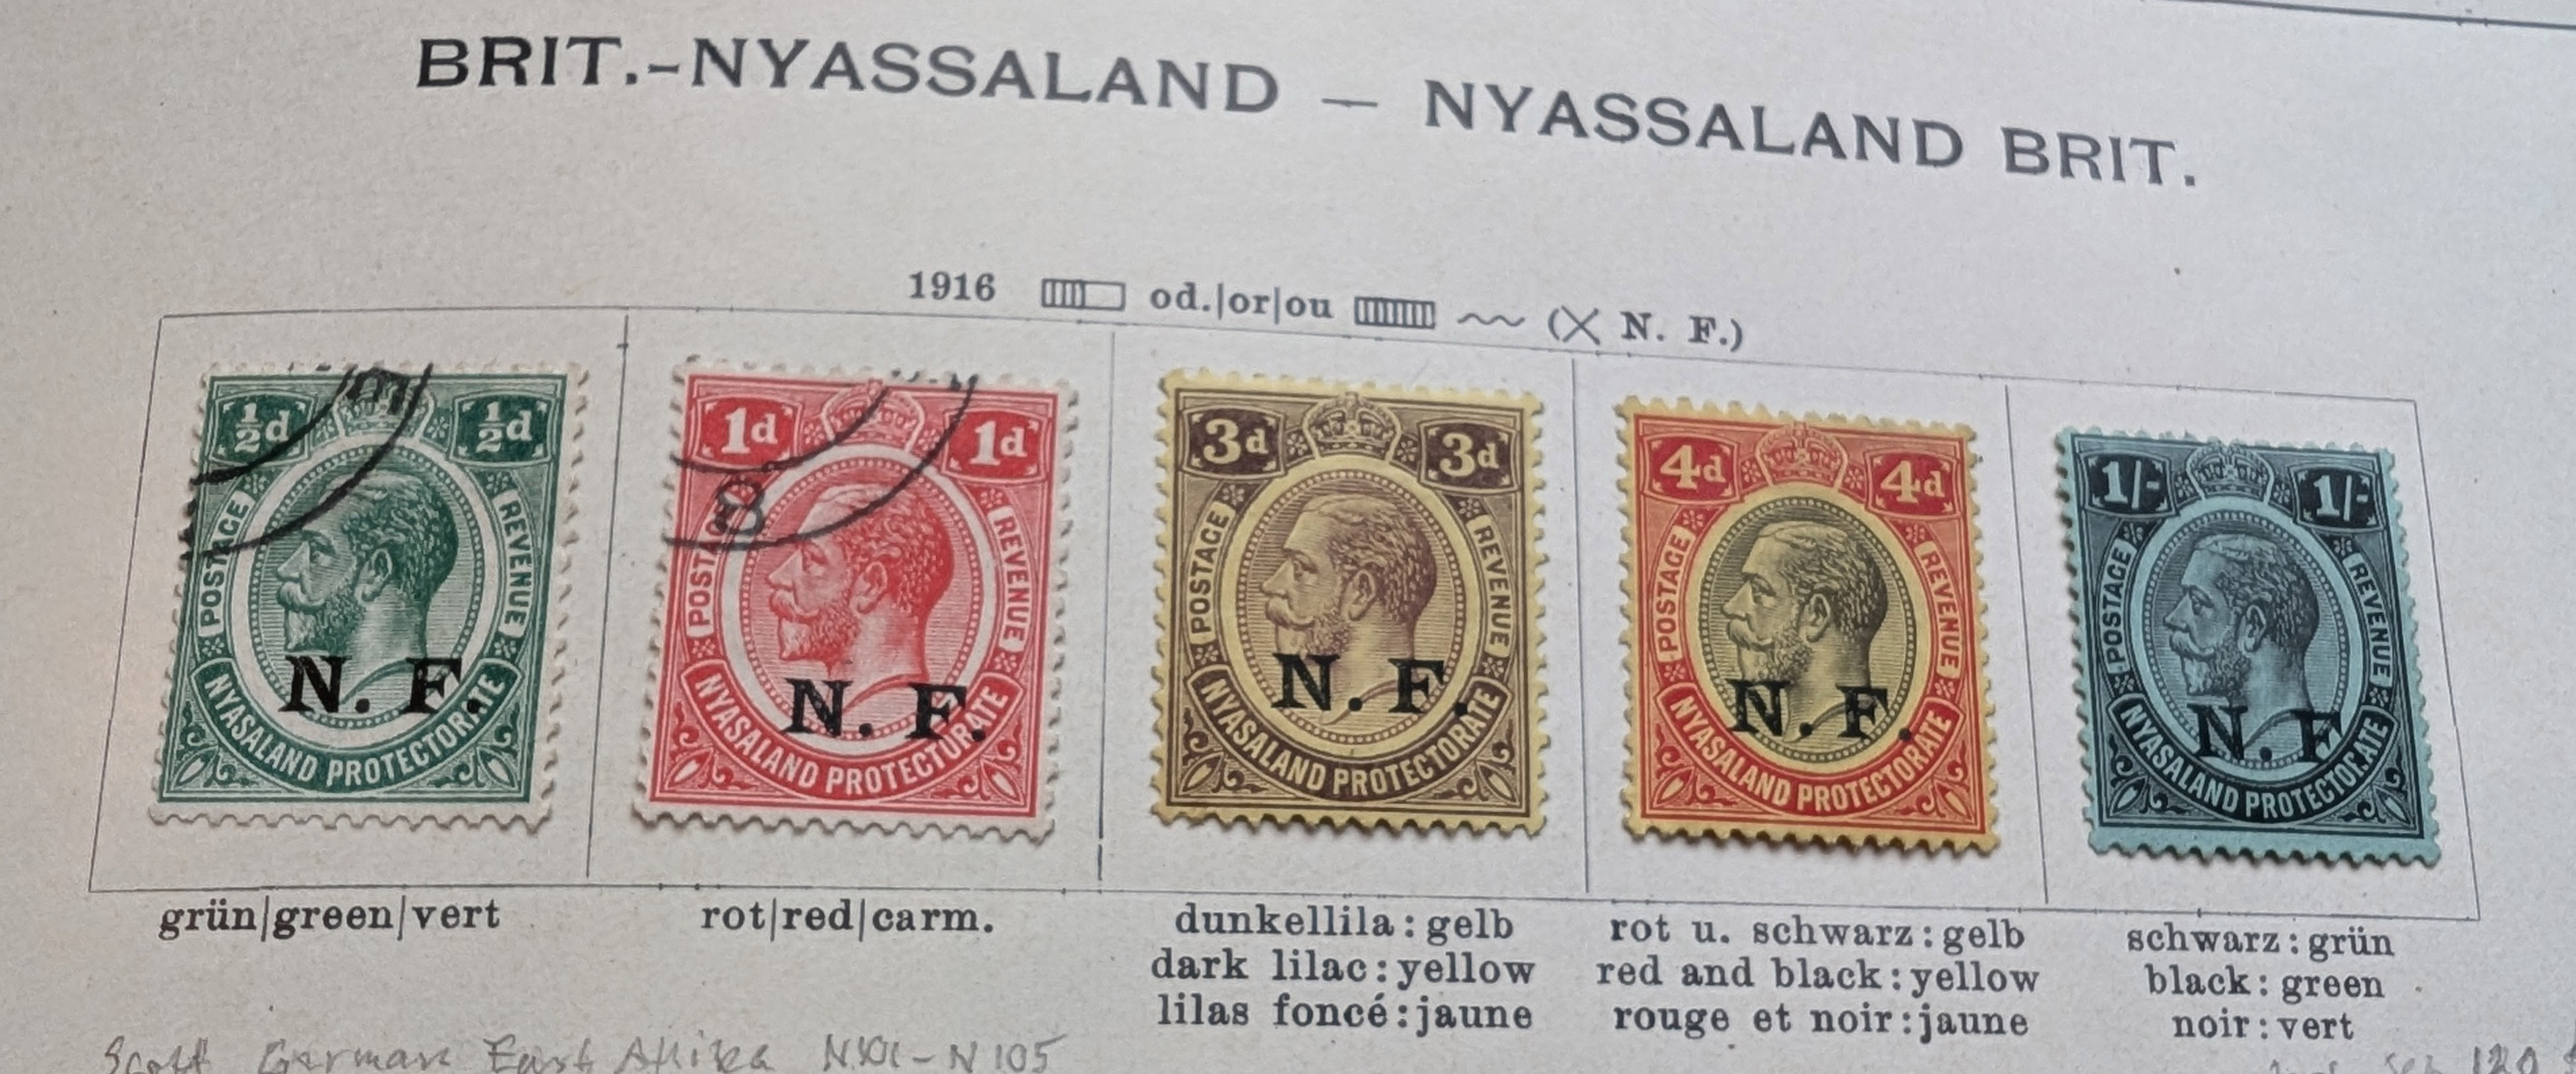 BRIT.-NYASSALAND — NYASSALAND BRIT.
1916 od.|or|ou (X N. F.)
½d ½d
POSTAGE REVENUE
N. F.
NYASALAND PROTECTORATE
1d 1d
8
POSTAGE REVENUE
N. F.
NYASALAND PROTECTORATE
3d 3d
POSTAGE REVENUE
N. F.
NYASALAND PROTECTORATE
4d 4d
POSTAGE REVENUE
N. F.
NYASALAND PROTECTORATE
1/- 1/-
POSTAGE REVENUE
N. F.
NYASALAND PROTECTORATE
grün|green|vert
rot|red|carm.
dunkellila : gelb
dark lilac : yellow
lilas foncé : jaune
rot u. schwarz : gelb
red and black : yellow
rouge et noir : jaune
schwarz : grün
black : green
noir : vert
Scott German East Afrika N101 - N105